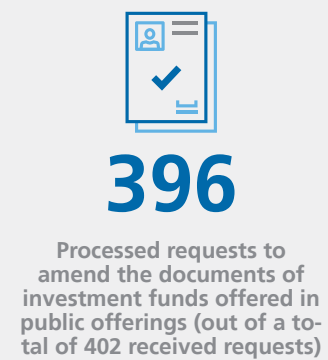 396
Processed requests to
amend the documents of
investment funds offered in
public offerings (out of a to-
tal of 402 received requests)